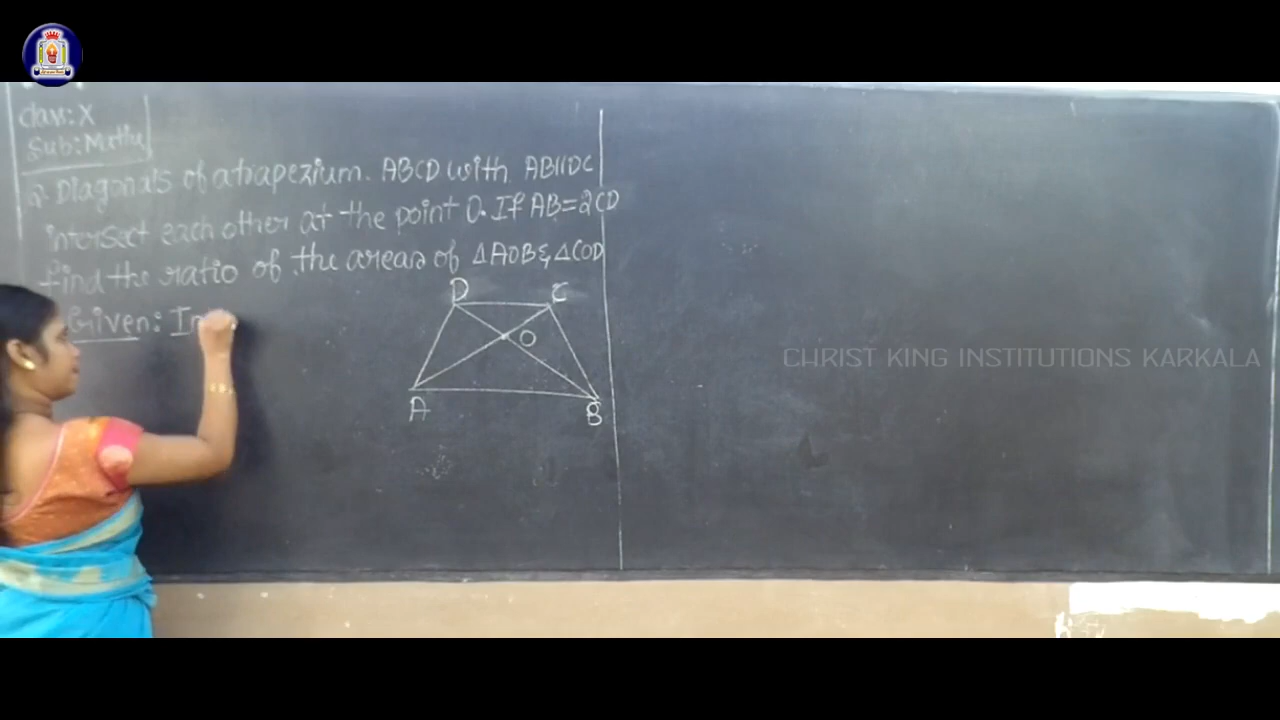 Class: X
Sub: Maths
2. Diagonals of a trapezium. ABCD with AB||DC
intersect each other at the point O. If AB=2CD
find the ratio of the areas of ΔAOB & ΔCOD
D C
Given: In
O
A B
CHRIST KING INSTITUTIONS KARKALA